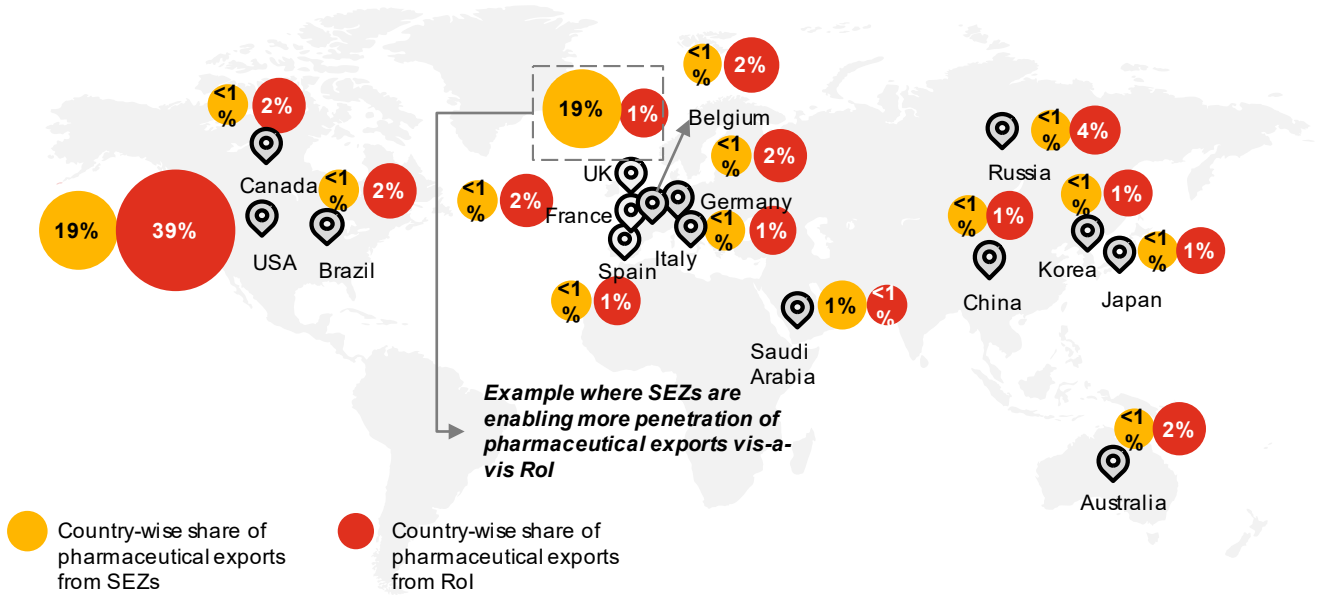 <1
%
2%
Canada
19%
39%
USA
<1
%
2%
Brazil
19%
1%
UK
<1
%
2%
Belgium
<1
%
2%
Germany
<1
%
2%
France
<1
%
1%
Italy
Spain
<1
%
1%
Saudi
Arabia
1%
<1
%
Russia
<1
%
4%
<1
%
1%
China
<1
%
1%
Korea
<1
%
1%
Japan
<1
%
2%
Australia
Example where SEZs are
enabling more penetration of
pharmaceutical exports vis-a-
vis RoI
Country-wise share of
pharmaceutical exports
from SEZs
Country-wise share of
pharmaceutical exports
from RoI